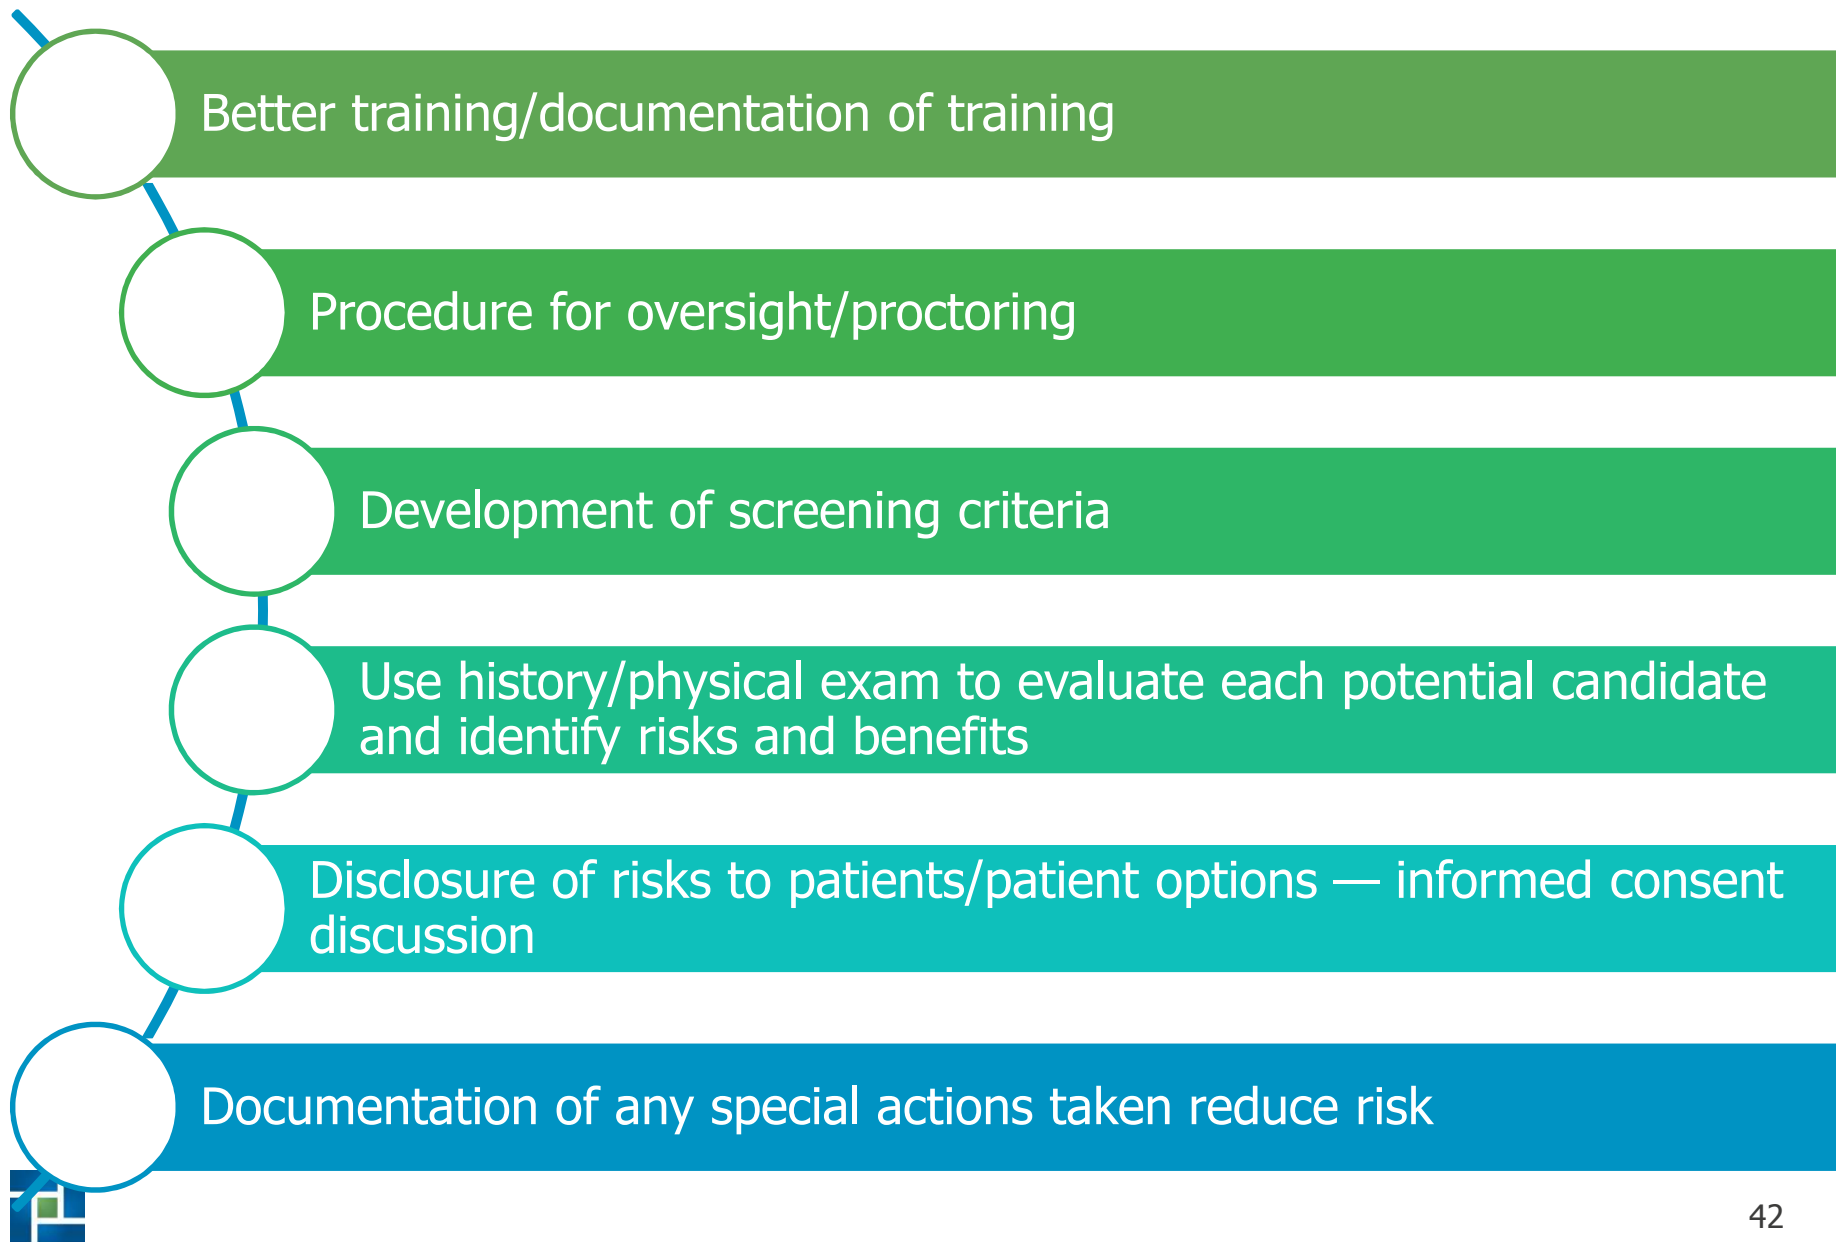 Better training/documentation of training
Procedure for oversight/proctoring
Development of screening criteria
Use history/physical exam to evaluate each potential candidate
and identify risks and benefits
Disclosure of risks to patients/patient options — informed consent
discussion
Documentation of any special actions taken reduce risk
42